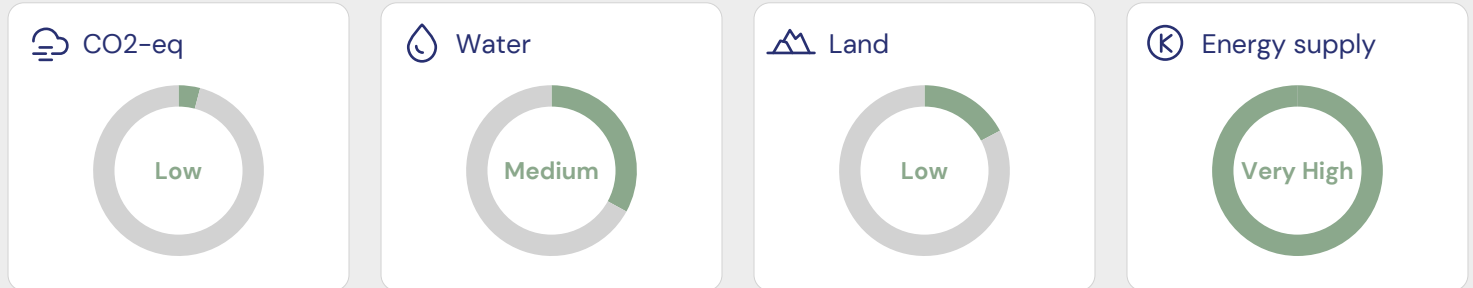 CO2-eq
Low
Water
Medium
Land
Low
Energy supply
Very High